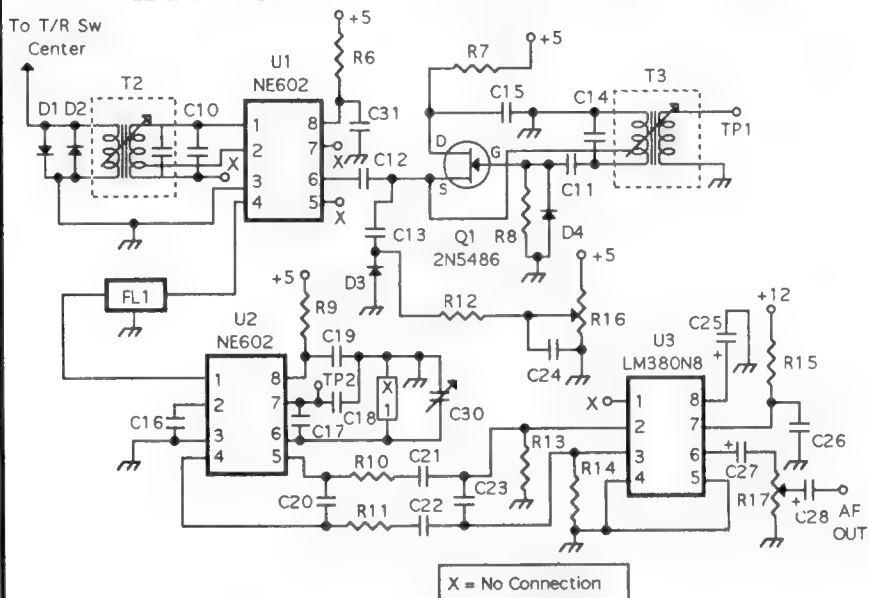 To T/R Sw
Center
T2
D1 D2
C10
U1
NE602
1
2
3
4
8
7
6
5
X
X
X
+5
R6
C31
C12
C13
D3
R7
+5
C15
C14
D
G
S
Q1
2N5486
C11
R8
D4
T3
TP1
R12
+5
R16
C24
FL1
U2
NE602
1
2
3
4
8
7
6
5
+5
R9
C19
TP2
C18
X
1
C17
C30
C16
R10
C21
C20
R11
C22
C23
R13
R14
U3
LM380N8
X
1
2
3
4
8
7
6
5
C25
+
+12
R15
C26
+
C27
R17
+
C28
AF
OUT
X = No Connection